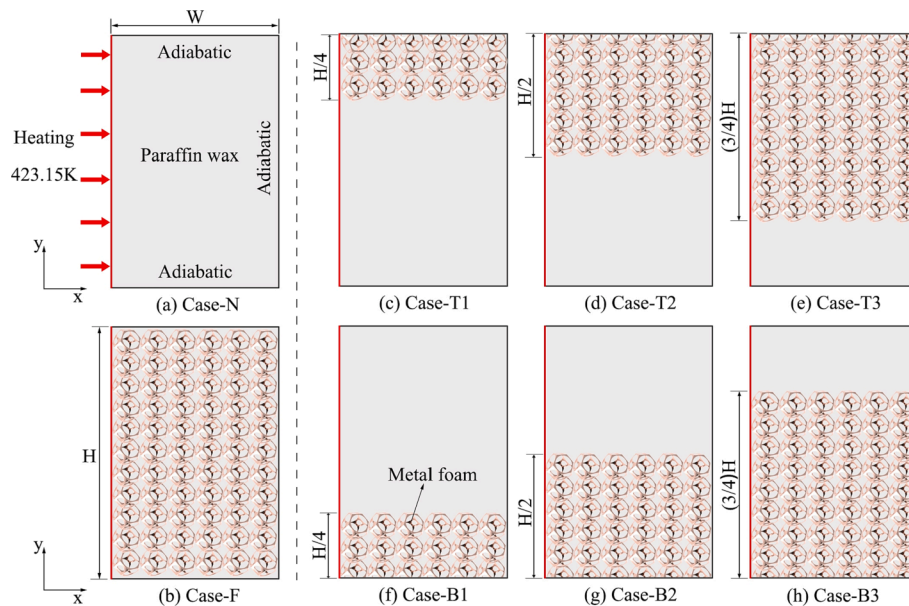 W
Adiabatic
Heating
423.15K
Paraffin wax
Adiabatic
Adiabatic
y
x
(a) Case-N
H/4
(c) Case-T1
H/2
(d) Case-T2
(3/4)H
(e) Case-T3
H
y
x
(b) Case-F
Metal foam
H/4
(f) Case-B1
H/2
(g) Case-B2
(3/4)H
(h) Case-B3